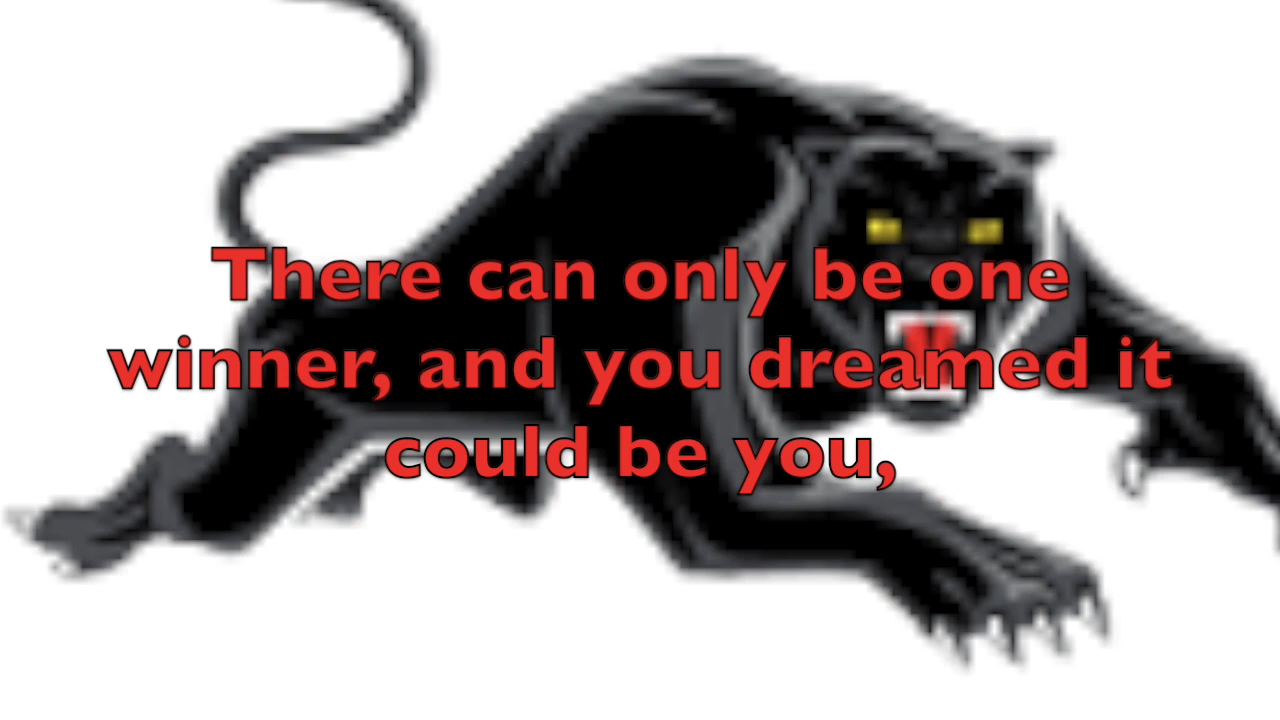 There can only be one
winner, and you dreamed it
could be you,